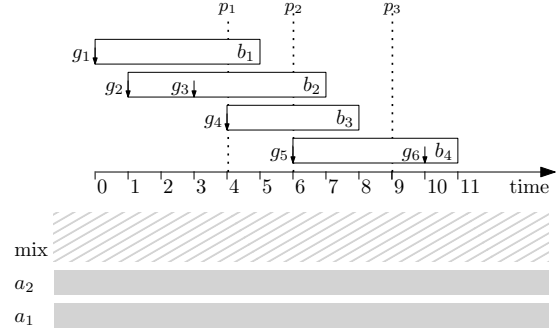 p₁ p₂ p₃
g₁ b₁
g₂ g₃ b₂
g₄ b₃
g₅ g₆ b₄
0 1 2 3 4 5 6 7 8 9 10 11 time
mix
a₂
a₁